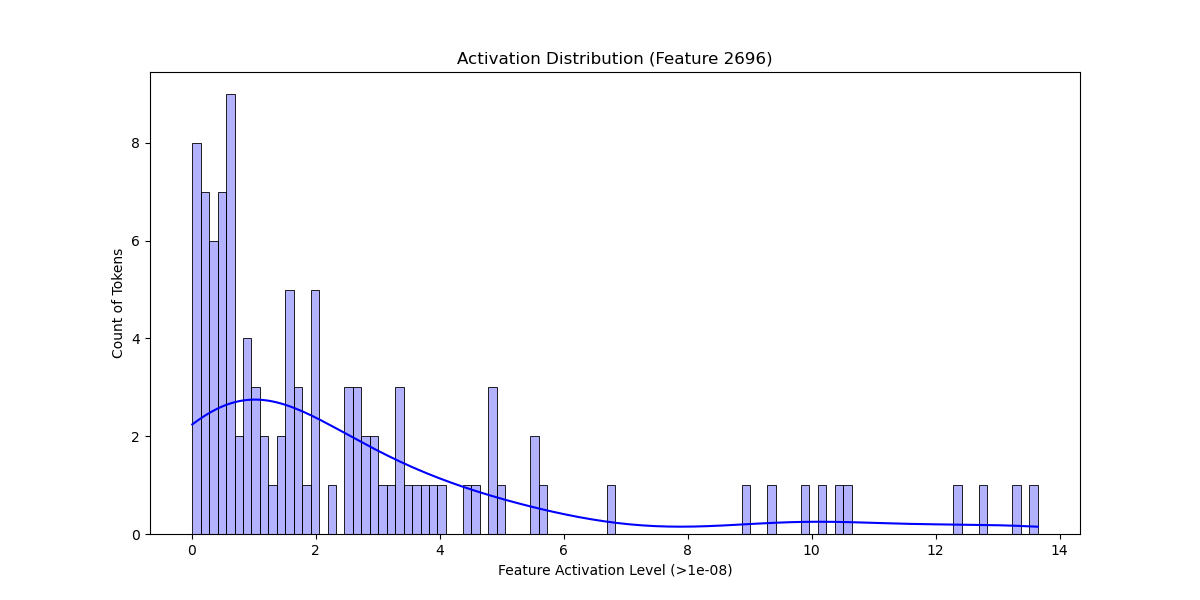 Activation Distribution (Feature 2696)
8
6
4
2
0
Count of Tokens
0 2 4 6 8 10 12 14
Feature Activation Level (>1e-08)